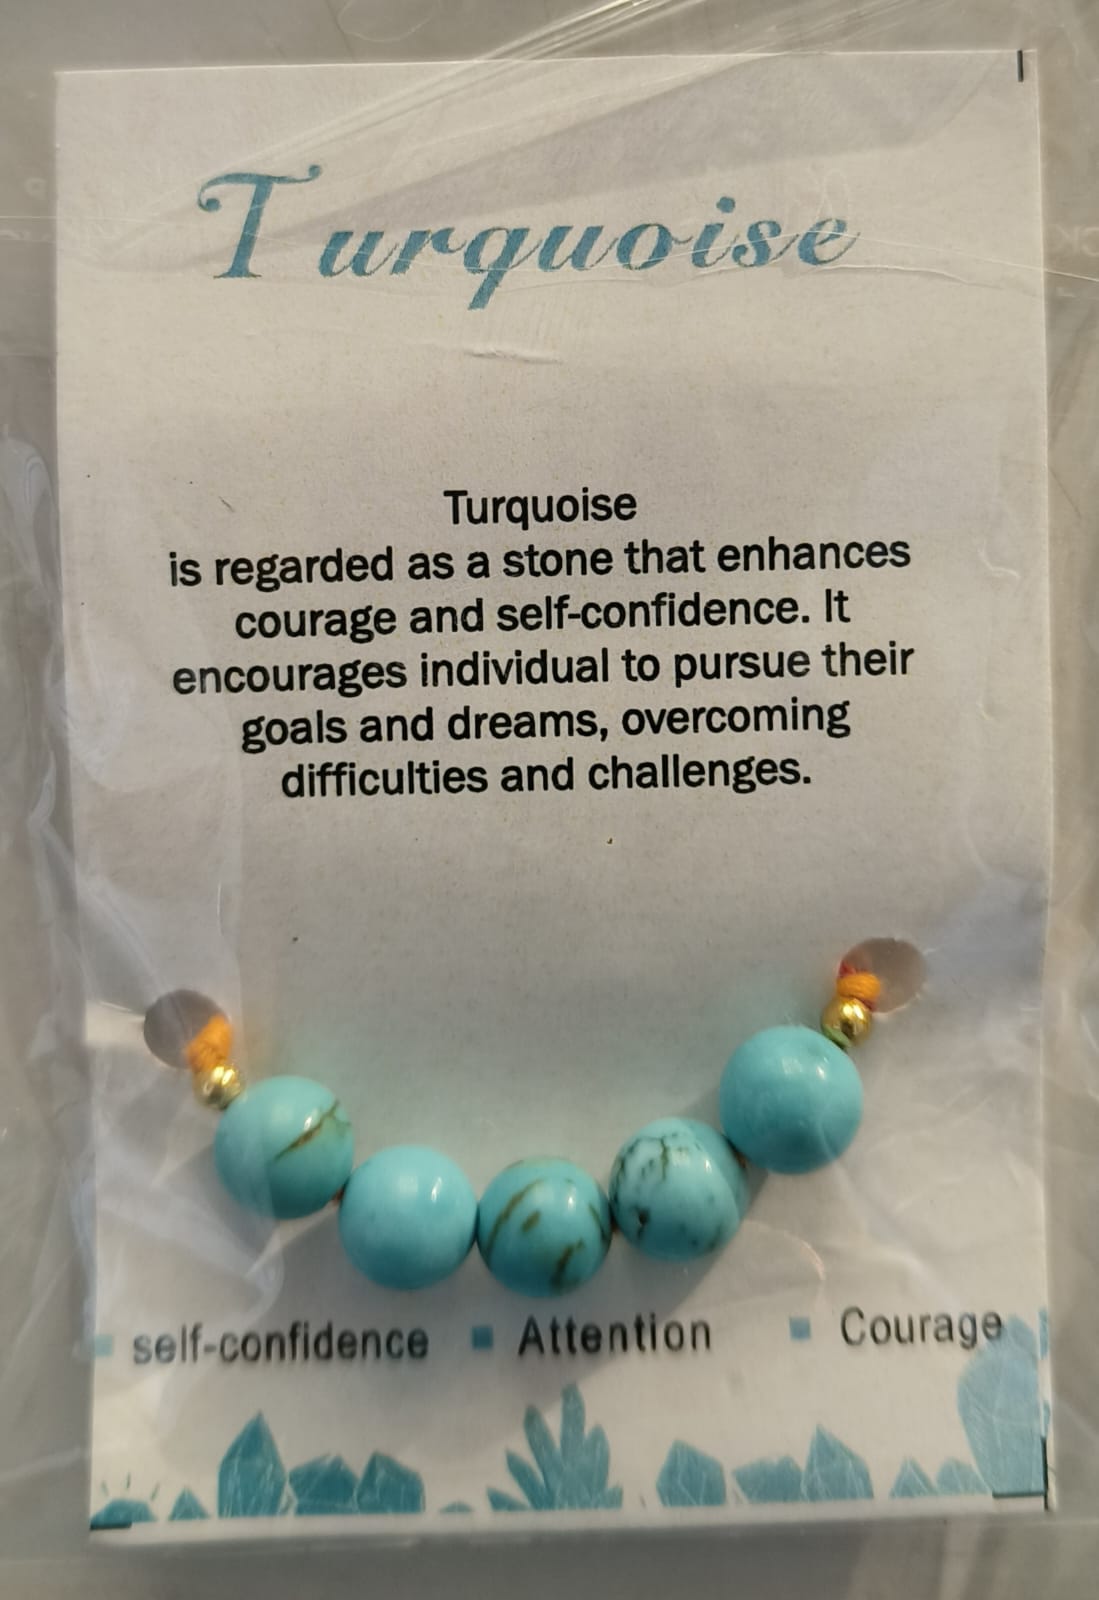 Turquoise
Turquoise
is regarded as a stone that enhances
courage and self-confidence. It
encourages individual to pursue their
goals and dreams, overcoming
difficulties and challenges.
self-confidence ▪ Attention ▪ Courage